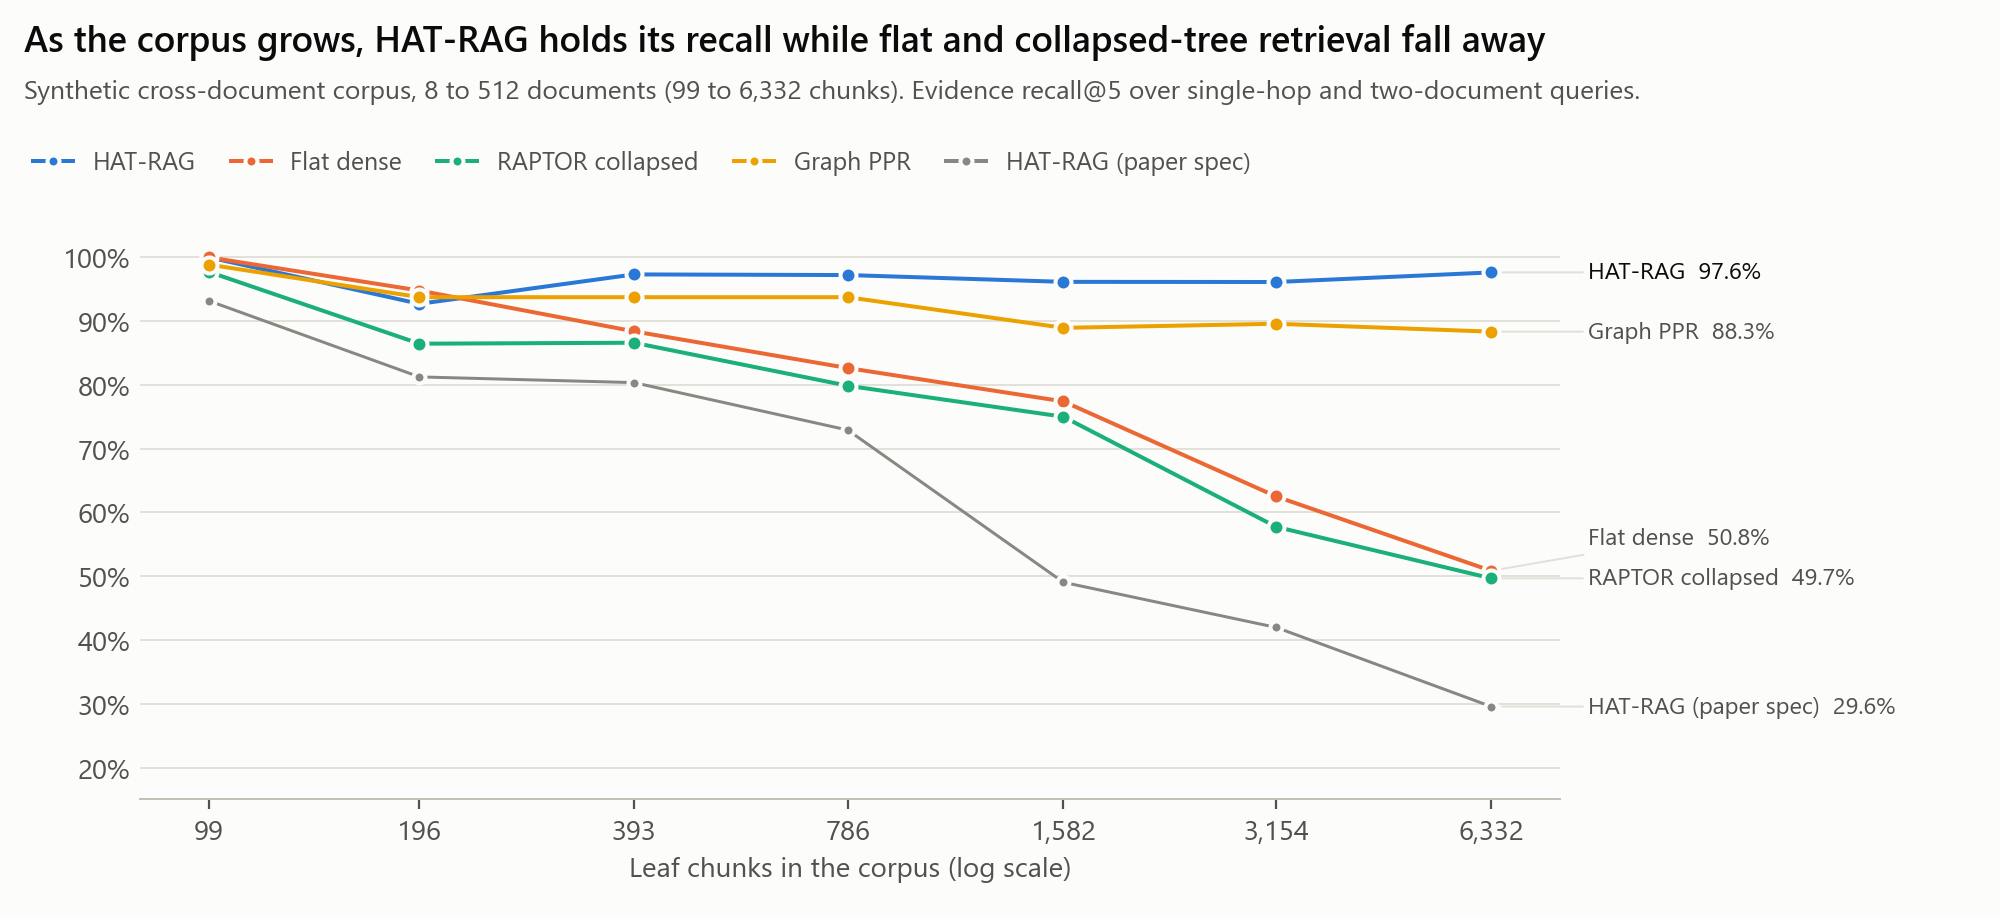 As the corpus grows, HAT-RAG holds its recall while flat and collapsed-tree retrieval fall away
Synthetic cross-document corpus, 8 to 512 documents (99 to 6,332 chunks). Evidence recall@5 over single-hop and two-document queries.
HAT-RAG Flat dense RAPTOR collapsed Graph PPR HAT-RAG (paper spec)
100%
HAT-RAG 97.6%
90%
Graph PPR 88.3%
80%
70%
60%
Flat dense 50.8%
50%
RAPTOR collapsed 49.7%
40%
30%
HAT-RAG (paper spec) 29.6%
20%
99 196 393 786 1,582 3,154 6,332
Leaf chunks in the corpus (log scale)